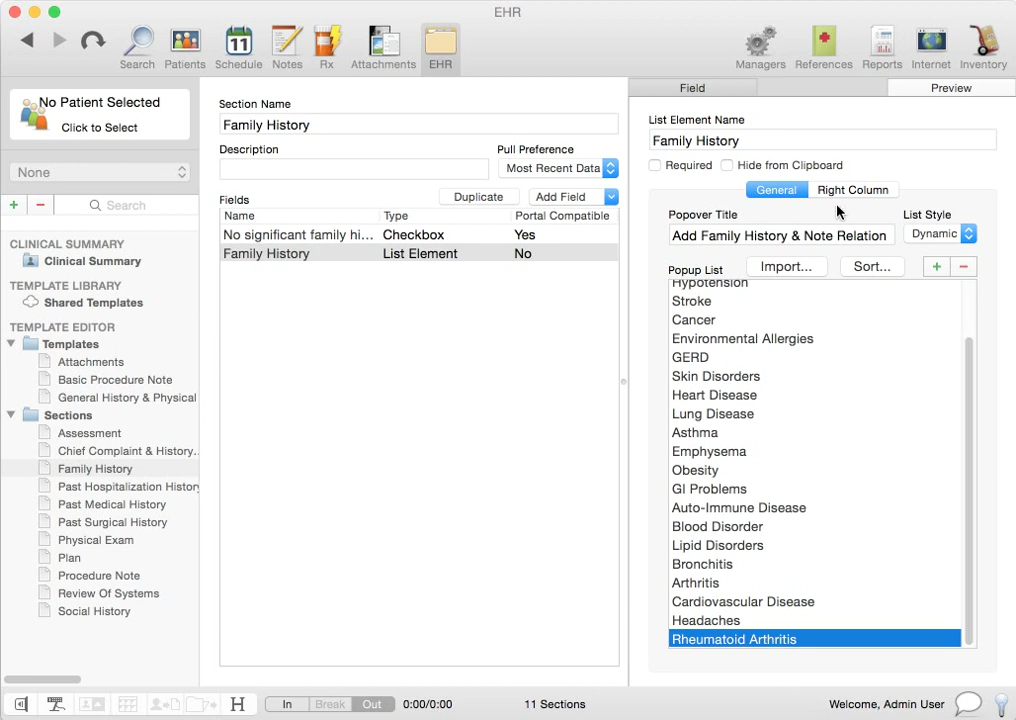 EHR
Search
Patients
11
Schedule
Notes
Rx
Attachments
EHR
Managers
References
Reports
Internet
Inventory
No Patient Selected
Click to Select
None
+ − Search
CLINICAL SUMMARY
Clinical Summary
TEMPLATE LIBRARY
Shared Templates
TEMPLATE EDITOR
Templates
Attachments
Basic Procedure Note
General History & Physical
Sections
Assessment
Chief Complaint & History...
Family History
Past Hospitalization History
Past Medical History
Past Surgical History
Physical Exam
Plan
Procedure Note
Review Of Systems
Social History
Section Name
Family History
Description
Pull Preference
Most Recent Data
Fields
Duplicate
Add Field
Name Type Portal Compatible
No significant family hi... Checkbox Yes
Family History List Element No
Field
Preview
List Element Name
Family History
Required
Hide from Clipboard
General
Right Column
Popover Title
List Style
Add Family History & Note Relation
Dynamic
Popup List
Import...
Sort...
+ −
Hypotension
Stroke
Cancer
Environmental Allergies
GERD
Skin Disorders
Heart Disease
Lung Disease
Asthma
Emphysema
Obesity
GI Problems
Auto-Immune Disease
Blood Disorder
Lipid Disorders
Bronchitis
Arthritis
Cardiovascular Disease
Headaches
Rheumatoid Arthritis
H
In
Break
Out
0:00/0:00
11 Sections
Welcome, Admin User